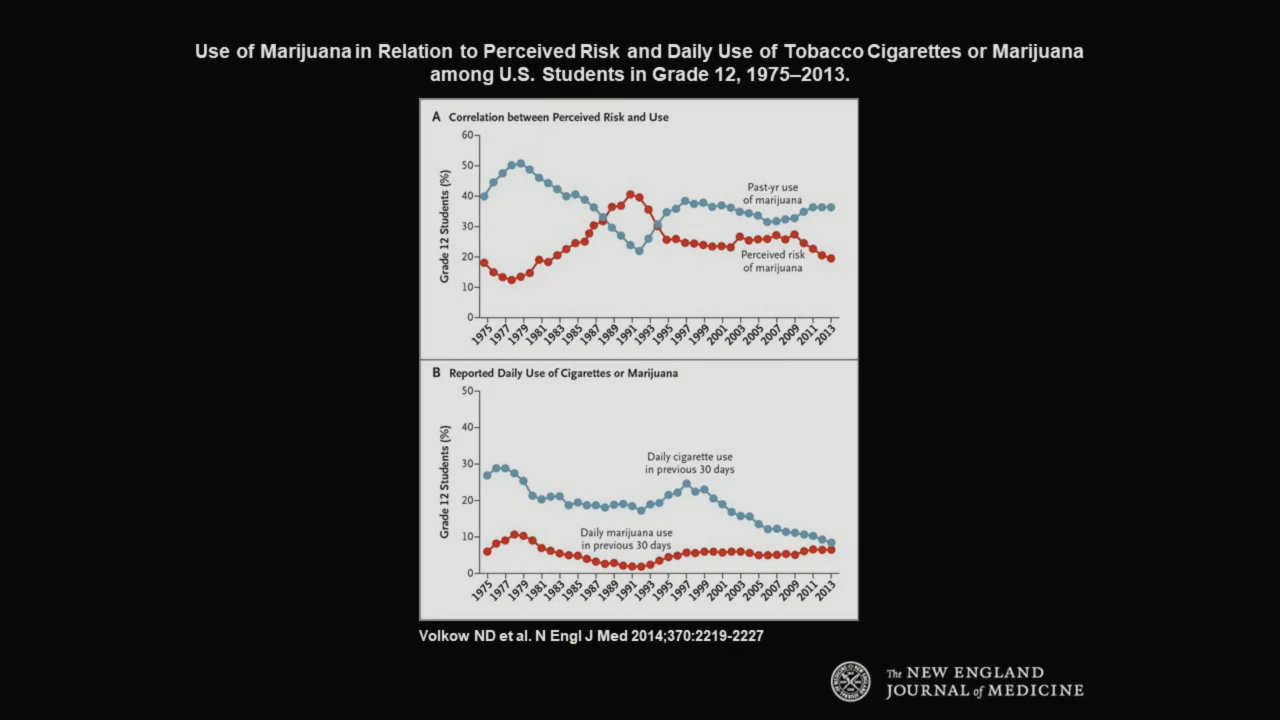 Use of Marijuana in Relation to Perceived Risk and Daily Use of Tobacco Cigarettes or Marijuana
among U.S. Students in Grade 12, 1975–2013.
A Correlation between Perceived Risk and Use
60
50
40
30
20
10
0
Grade 12 Students (%)
Past-yr use
of marijuana
Perceived risk
of marijuana
1975 1977 1979 1981 1983 1985 1987 1989 1991 1993 1995 1997 1999 2001 2003 2005 2007 2009 2011 2013
B Reported Daily Use of Cigarettes or Marijuana
50
40
30
20
10
0
Grade 12 Students (%)
Daily cigarette use
in previous 30 days
Daily marijuana use
in previous 30 days
1975 1977 1979 1981 1983 1985 1987 1989 1991 1993 1995 1997 1999 2001 2003 2005 2007 2009 2011 2013
Volkow ND et al. N Engl J Med 2014;370:2219-2227
The NEW ENGLAND
JOURNAL of MEDICINE